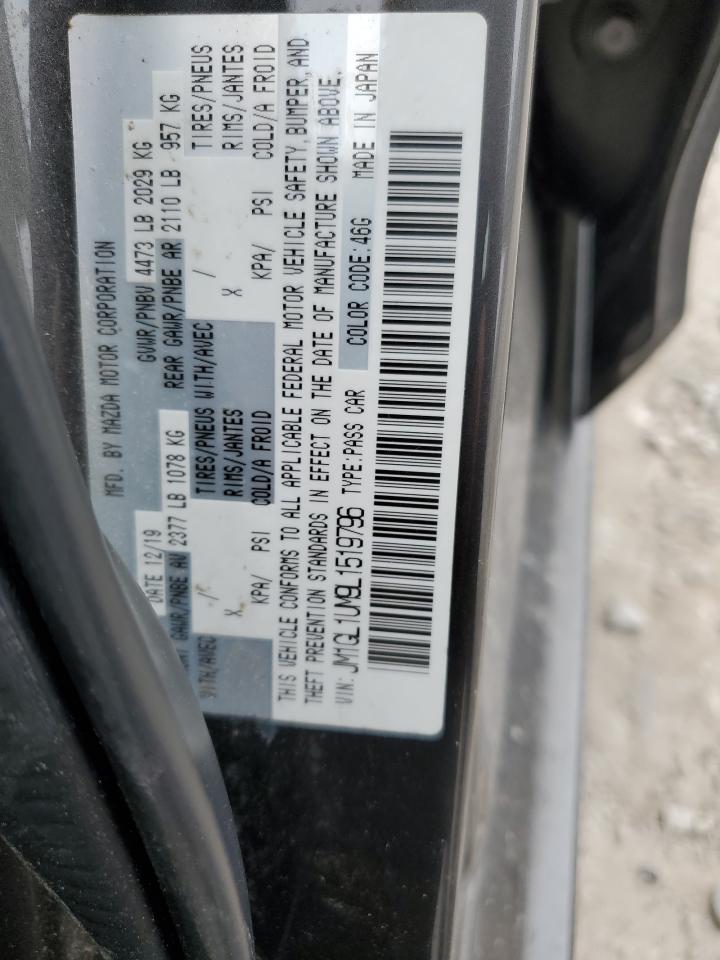 MFD. BY MAZDA MOTOR CORPORATION
DATE 12/19 GVWR/PNBV 4473 LB 2029 KG
GAWR/PNBE AV 2377 LB 1078 KG REAR GAWR/PNBE AR 2110 LB 957 KG
WITH/AVEC TIRES/PNEUS WITH/AVEC TIRES/PNEUS
/ RIMS/JANTES / RIMS/JANTES
X COLD/A FROID X COLD/A FROID
KPA/ PSI KPA/ PSI
THIS VEHICLE CONFORMS TO ALL APPLICABLE FEDERAL MOTOR VEHICLE SAFETY, BUMPER, AND
THEFT PREVENTION STANDARDS IN EFFECT ON THE DATE OF MANUFACTURE SHOWN ABOVE.
VIN: JM1GL1UM9L1519796 TYPE:PASS CAR COLOR CODE:46G MADE IN JAPAN